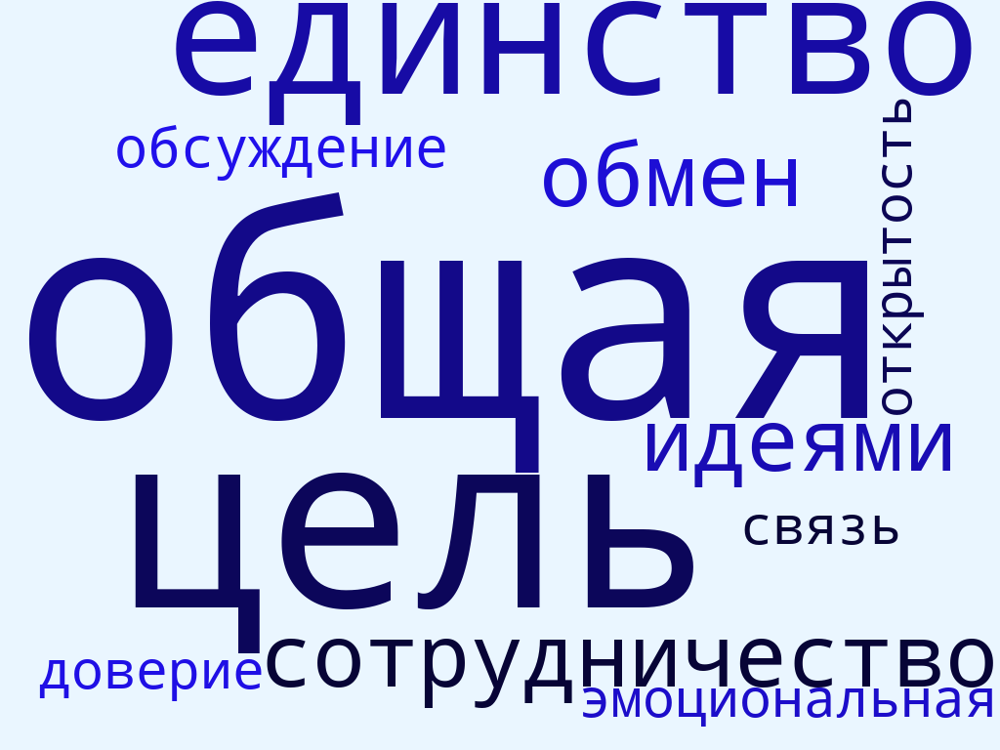 единство
обсуждение
обмен
открытость
общая
идеями
цель
связь
сотрудничество
доверие
эмоциональная